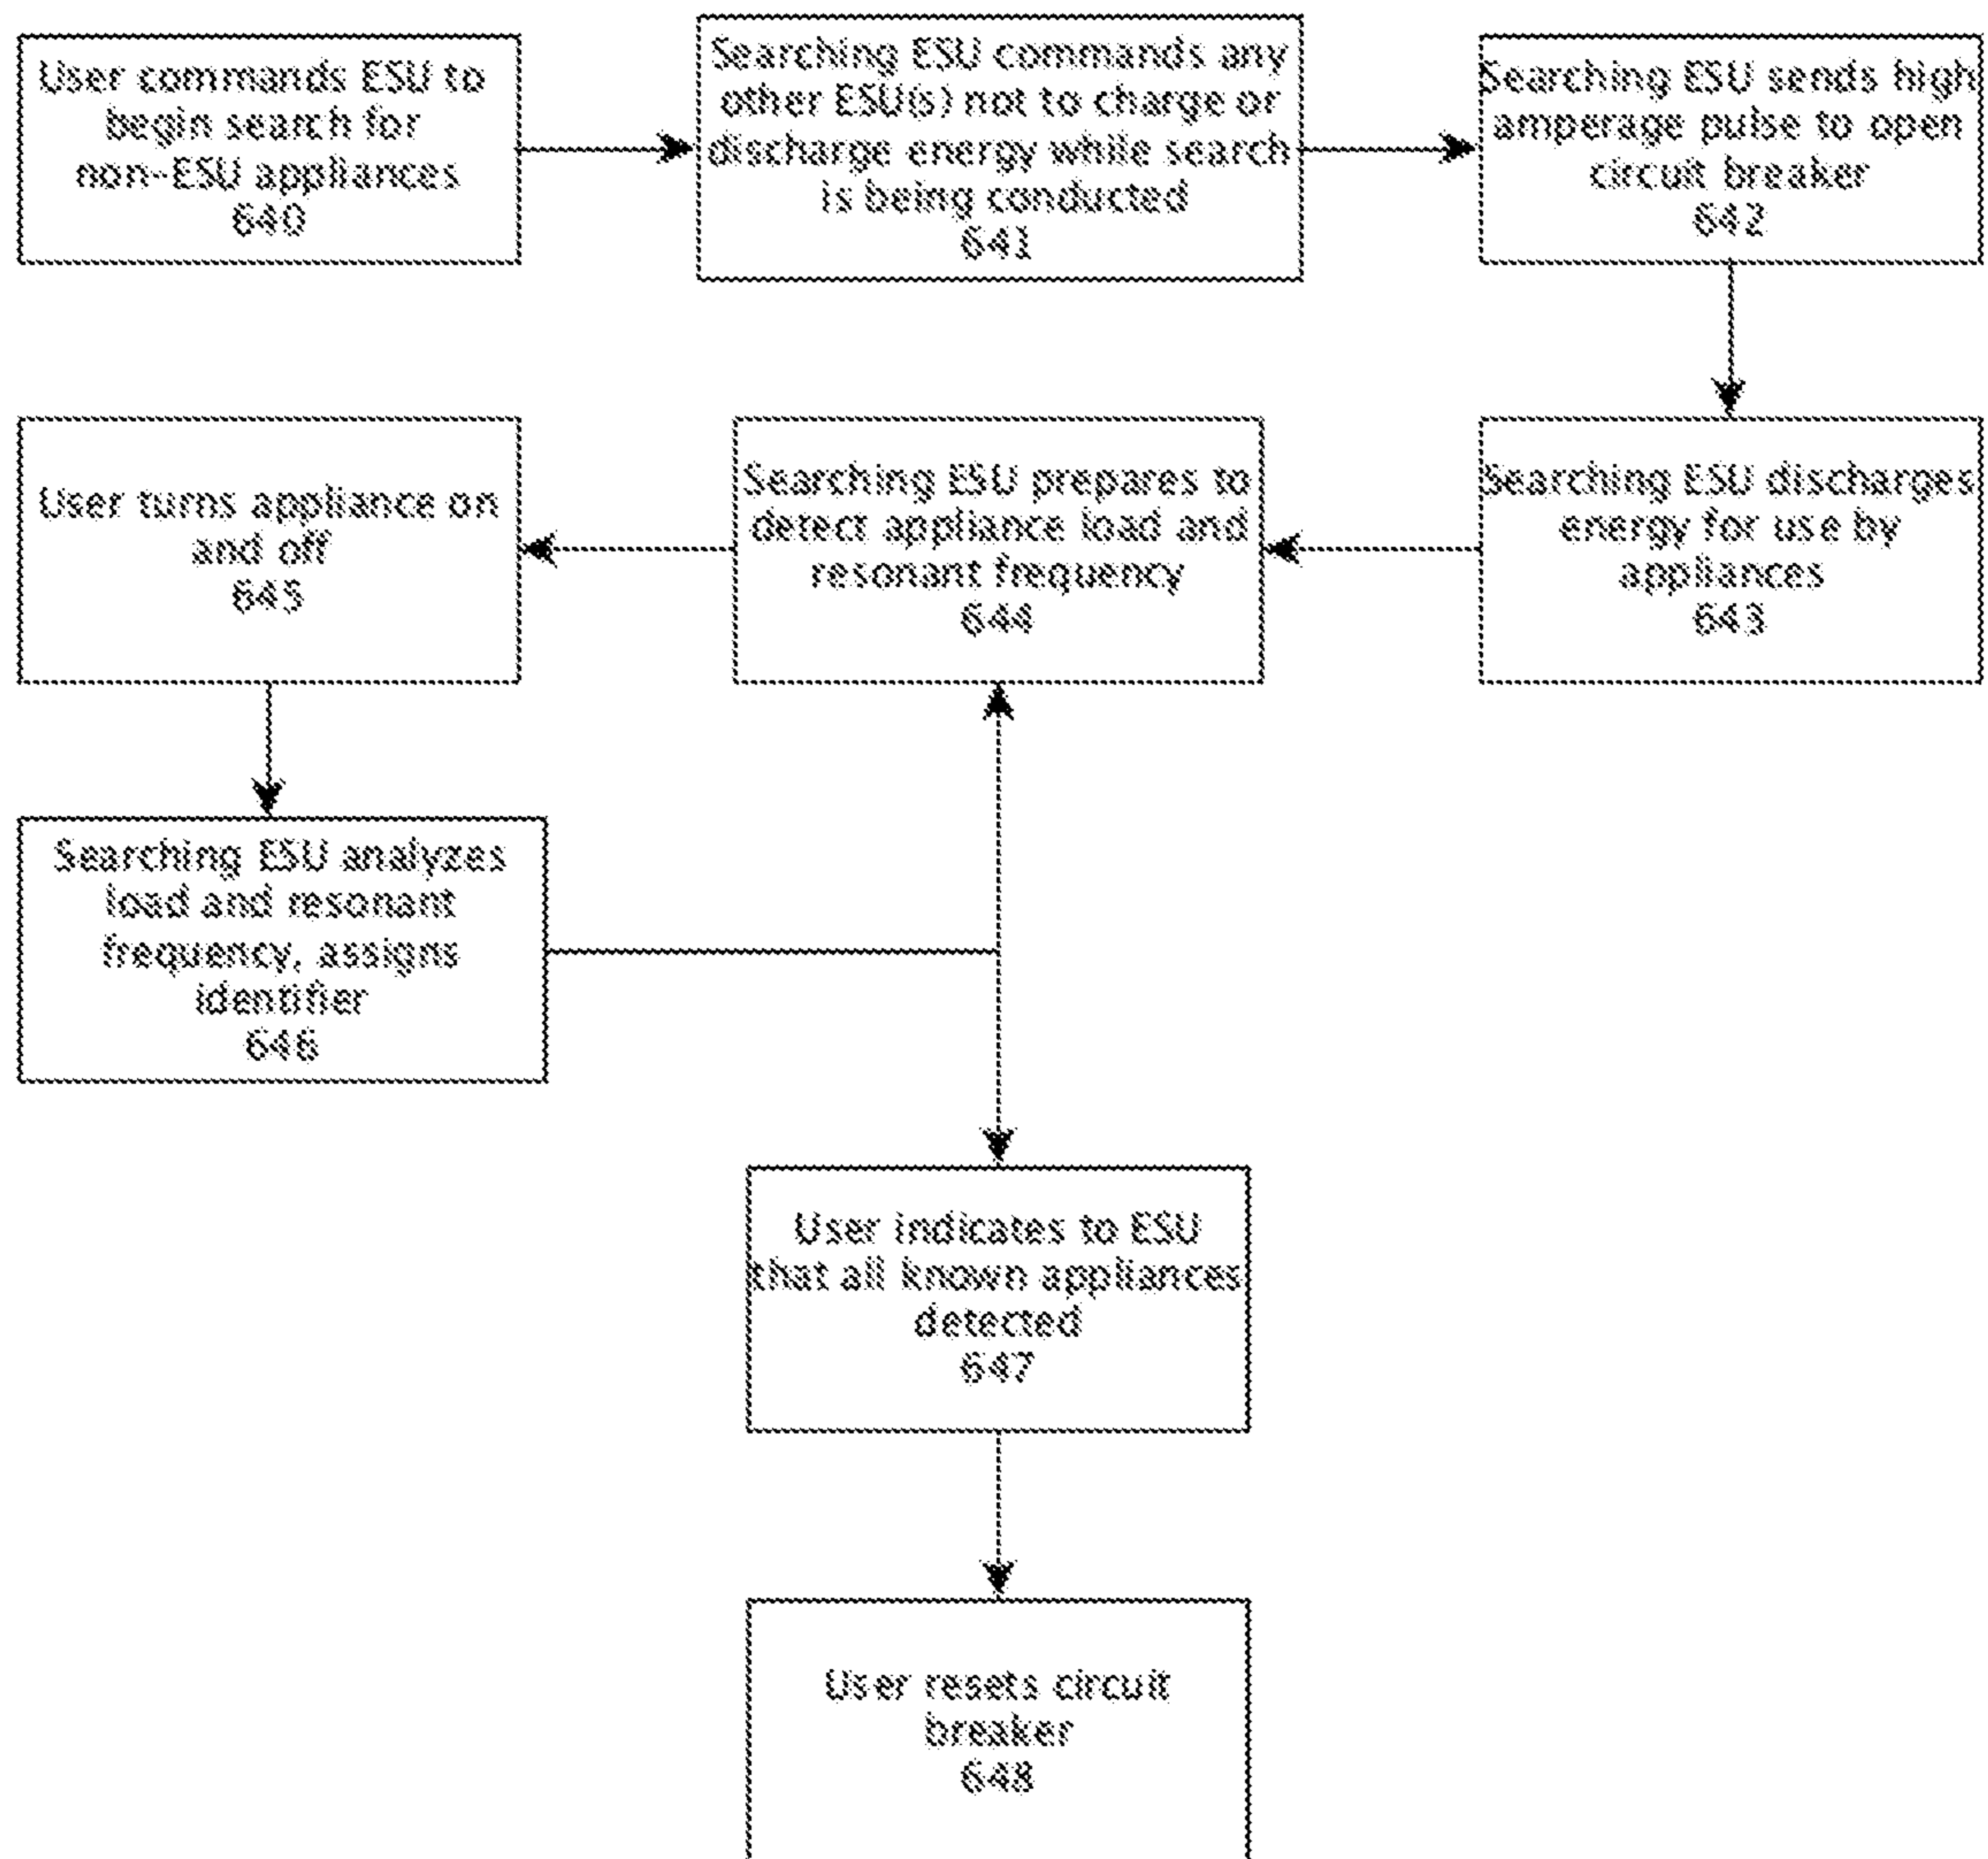 User commands ESU to
begin search for
non-ESU appliances
640
Searching ESU commands any
other ESU(s) not to charge or
discharge energy while search
is being conducted
641
Searching ESU sends high
amperage pulse to open
circuit breaker
642
User turns appliance on
and off
645
Searching ESU prepares to
detect appliance load and
resonant frequency
644
Searching ESU discharges
energy for use by
appliances
643
Searching ESU analyzes
load and resonant
frequency, assigns
identifier
646
User indicates to ESU
that all known appliances
detected
647
User resets circuit
breaker
648